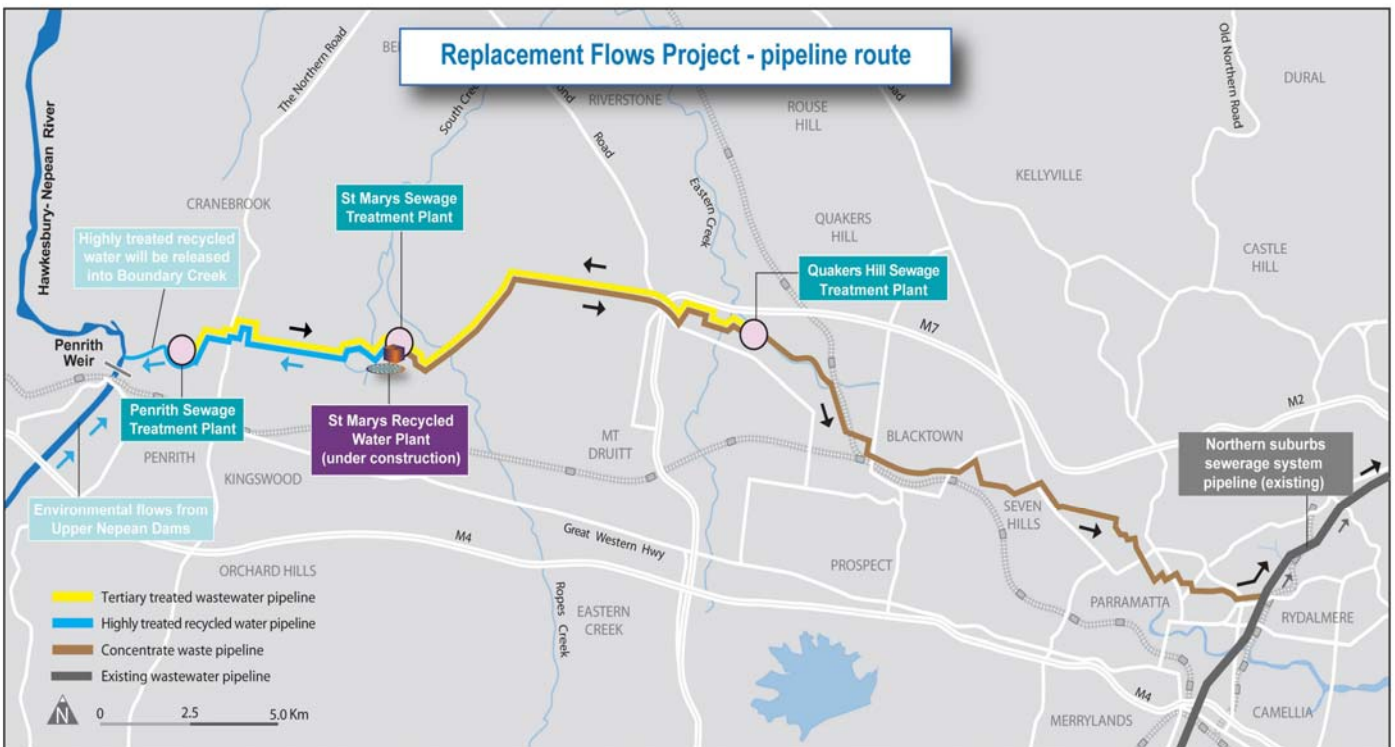 Replacement Flows Project - pipeline route
The Northern Road
BE
South Cree
ond
Road
RIVERSTONE
ROUSE
HILL
oad
Old Northern Road
DURAL
Hawkesbury- Nepean River
CRANEBROOK
St Marys Sewage
Treatment Plant
Eastern Creek
KELLYVILLE
QUAKERS
HILL
CASTLE
HILL
Highly treated recycled
water will be released
into Boundary Creek
Quakers Hill Sewage
Treatment Plant
M7
Penrith
Weir
Penrith Sewage
Treatment Plant
PENRITH
St Marys Recycled
Water Plant
(under construction)
MT
DRUITT
BLACKTOWN
M2
Northern suburbs
sewerage system
pipeline (existing)
KINGSWOOD
Environmental flows from
Upper Nepean Dams
SEVEN
HILLS
M4
Great Western Hwy
PROSPECT
ORCHARD HILLS
Tertiary treated wastewater pipeline
Highly treated recycled water pipeline
Concentrate waste pipeline
Existing wastewater pipeline
Ropes Creek
EASTERN
CREEK
PARRAMATTA
RYDALMERE
N
0 2.5 5.0 Km
M4
MERRYLANDS
CAMELLIA